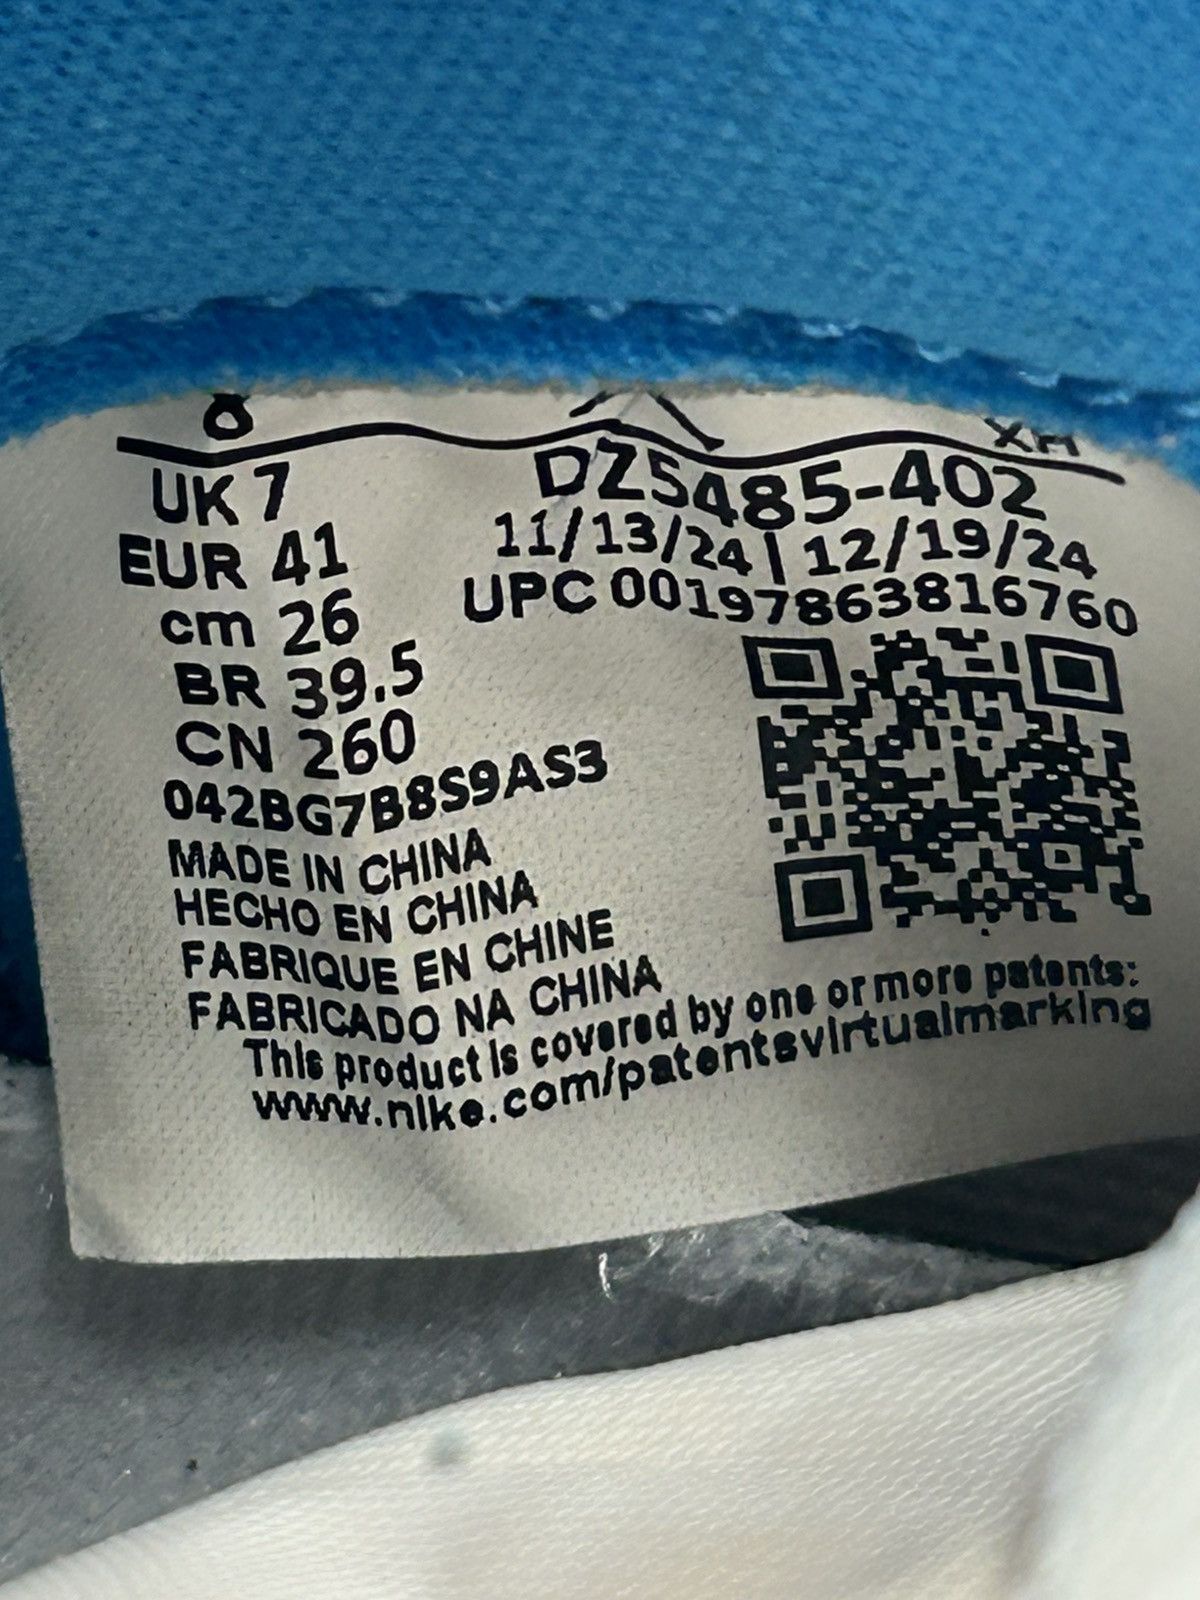 8
XH
UK 7
DZ5485-402
EUR 41
11/13/24 | 12/19/24
cm 26
UPC 00197863816760
BR 39.5
CN 260
042BG7B8S9AS3
MADE IN CHINA
HECHO EN CHINA
FABRIQUE EN CHINE
FABRICADO NA CHINA
This product is covered by one or more patents:
www.nike.com/patentsvirtualmarking